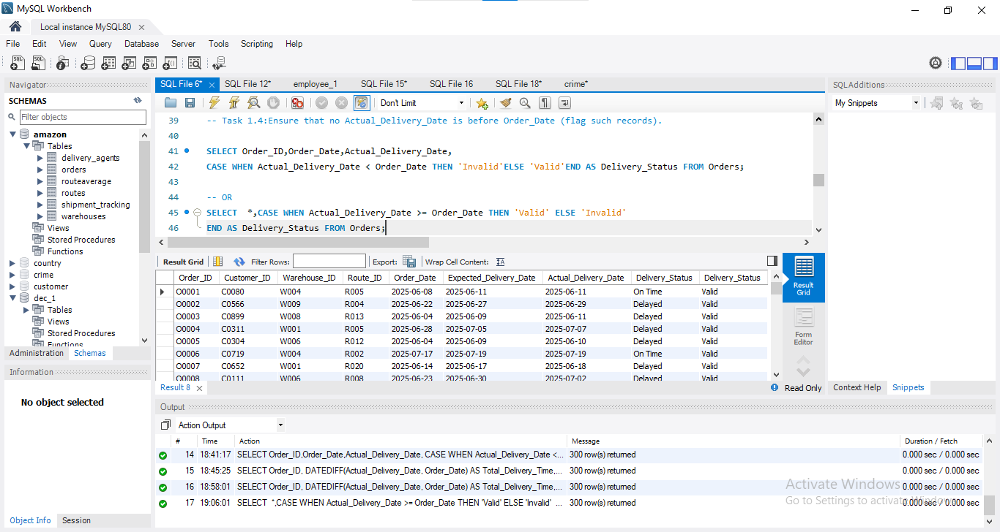 MySQL Workbench
Local instance MySQL80
File Edit View Query Database Server Tools Scripting Help
Navigator
SCHEMAS
Filter objects
amazon
Tables
delivery_agents
orders
routeaverage
routes
shipment_tracking
warehouses
Views
Stored Procedures
Functions
country
crime
customer
dec_1
Tables
Views
Stored Procedures
Functions
Administration Schemas
Information
No object selected
Object Info Session
SQL File 6* SQL File 12* employee_1 SQL File 15* SQL File 16 SQL File 18* crime*
Don't Limit
39 -- Task 1.4:Ensure that no Actual_Delivery_Date is before Order_Date (flag such records).
40
41 SELECT Order_ID,Order_Date,Actual_Delivery_Date,
42 CASE WHEN Actual_Delivery_Date < Order_Date THEN 'Invalid'ELSE 'Valid'END AS Delivery_Status FROM Orders;
43
44 -- OR
45 SELECT *,CASE WHEN Actual_Delivery_Date >= Order_Date THEN 'Valid' ELSE 'Invalid'
46 END AS Delivery_Status FROM Orders;
Result Grid Filter Rows: Export: Wrap Cell Content:
Order_ID Customer_ID Warehouse_ID Route_ID Order_Date Expected_Delivery_Date Actual_Delivery_Date Delivery_Status Delivery_Status
O0001 C0080 W004 R005 2025-06-08 2025-06-11 2025-06-11 On Time Valid
O0002 C0566 W009 R004 2025-06-22 2025-06-27 2025-06-29 Delayed Valid
O0003 C0899 W008 R013 2025-06-04 2025-06-09 2025-06-11 Delayed Valid
O0004 C0311 W001 R005 2025-06-28 2025-07-05 2025-07-07 Delayed Valid
O0005 C0304 W006 R012 2025-06-04 2025-06-09 2025-06-10 Delayed Valid
O0006 C0719 W004 R002 2025-07-17 2025-07-19 2025-07-19 On Time Valid
O0007 C0652 W001 R020 2025-06-14 2025-06-17 2025-06-18 Delayed Valid
O0008 C0111 W006 R008 2025-06-23 2025-06-30 2025-07-02 Delayed Valid
Result Grid
Form Editor
Result 8
Read Only
SQLAdditions
My Snippets
Context Help Snippets
Output
Action Output
# Time Action Message Duration / Fetch
14 18:41:17 SELECT Order_ID,Order_Date,Actual_Delivery_Date, CASE WHEN Actual_Delivery_Date <... 300 row(s) returned 0.000 sec / 0.000 sec
15 18:45:25 SELECT Order_ID, DATEDIFF(Actual_Delivery_Date, Order_Date) AS Total_Delivery_Time,... 300 row(s) returned 0.000 sec / 0.000 sec
16 18:58:01 SELECT Order_ID, DATEDIFF(Actual_Delivery_Date, Order_Date) AS Total_Delivery_Time,... 300 row(s) returned 0.000 sec / 0.000 sec
17 19:06:01 SELECT *,CASE WHEN Actual_Delivery_Date >= Order_Date THEN 'Valid' ELSE 'Invalid' ... 300 row(s) returned 0.000 sec / 0.000 sec
Activate Windows
Go to Settings to activate Windows.